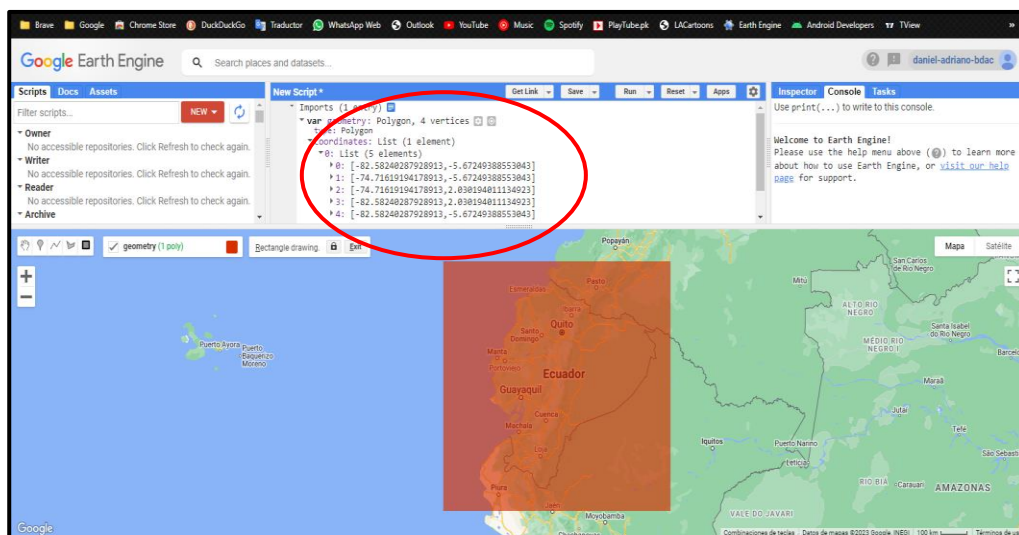 Brave Google Chrome Store DuckDuckGo Traductor WhatsApp Web Outlook YouTube Music Spotify PlayTube.pk LACartoons Earth Engine Android Developers TView »
Google Earth Engine Search places and datasets... daniel-adriano-bdac
Scripts Docs Assets New Script * Get Link Save Run Reset Apps Inspector Console Tasks
Filter scripts... NEW
Owner
No accessible repositories. Click Refresh to check again.
Writer
No accessible repositories. Click Refresh to check again.
Reader
No accessible repositories. Click Refresh to check again.
Archive
Imports (1 entry)
var geometry: Polygon, 4 vertices
type: Polygon
coordinates: List (1 element)
0: List (5 elements)
0: [-82.58240287928913,-5.67249388553043]
1: [-74.71619194178913,-5.67249388553043]
2: [-74.71619194178913,2.030194011134923]
3: [-82.58240287928913,2.030194011134923]
4: [-82.58240287928913,-5.67249388553043]
Use print(...) to write to this console.
Welcome to Earth Engine!
Please use the help menu above (?) to learn more
about how to use Earth Engine, or visit our help
page for support.
geometry (1 poly) Rectangle drawing. Exit Mapa Satélite
+
−
Popayán
San Carlos
de Río Negro
Pasto
Mitú
Esmeraldas
ALTO RIO
NEGRO
Ibarra
Quito
Santo
Domingo
Santa Isabel
do Rio Negro
Puerto Ayora
Puerto
Baquerizo
Moreno
MÉDIO RIO
NEGRO I
Barcel
Manta
Portoviejo
Ecuador
Maraã
Guayaquil
Cuenca
Jutaí
Machala
Tefé
Iquitos
Puerto Nariño
Loja
São Sebasti
Leticia
RIO BIÁ
Carauari
AMAZONAS
Piura
Jaén
Moyobamba
VALE DO JAVARI
Chachapoyas
Google
Combinaciones de teclas Datos de mapas ©2023 Google, INEGI 100 km Términos de us